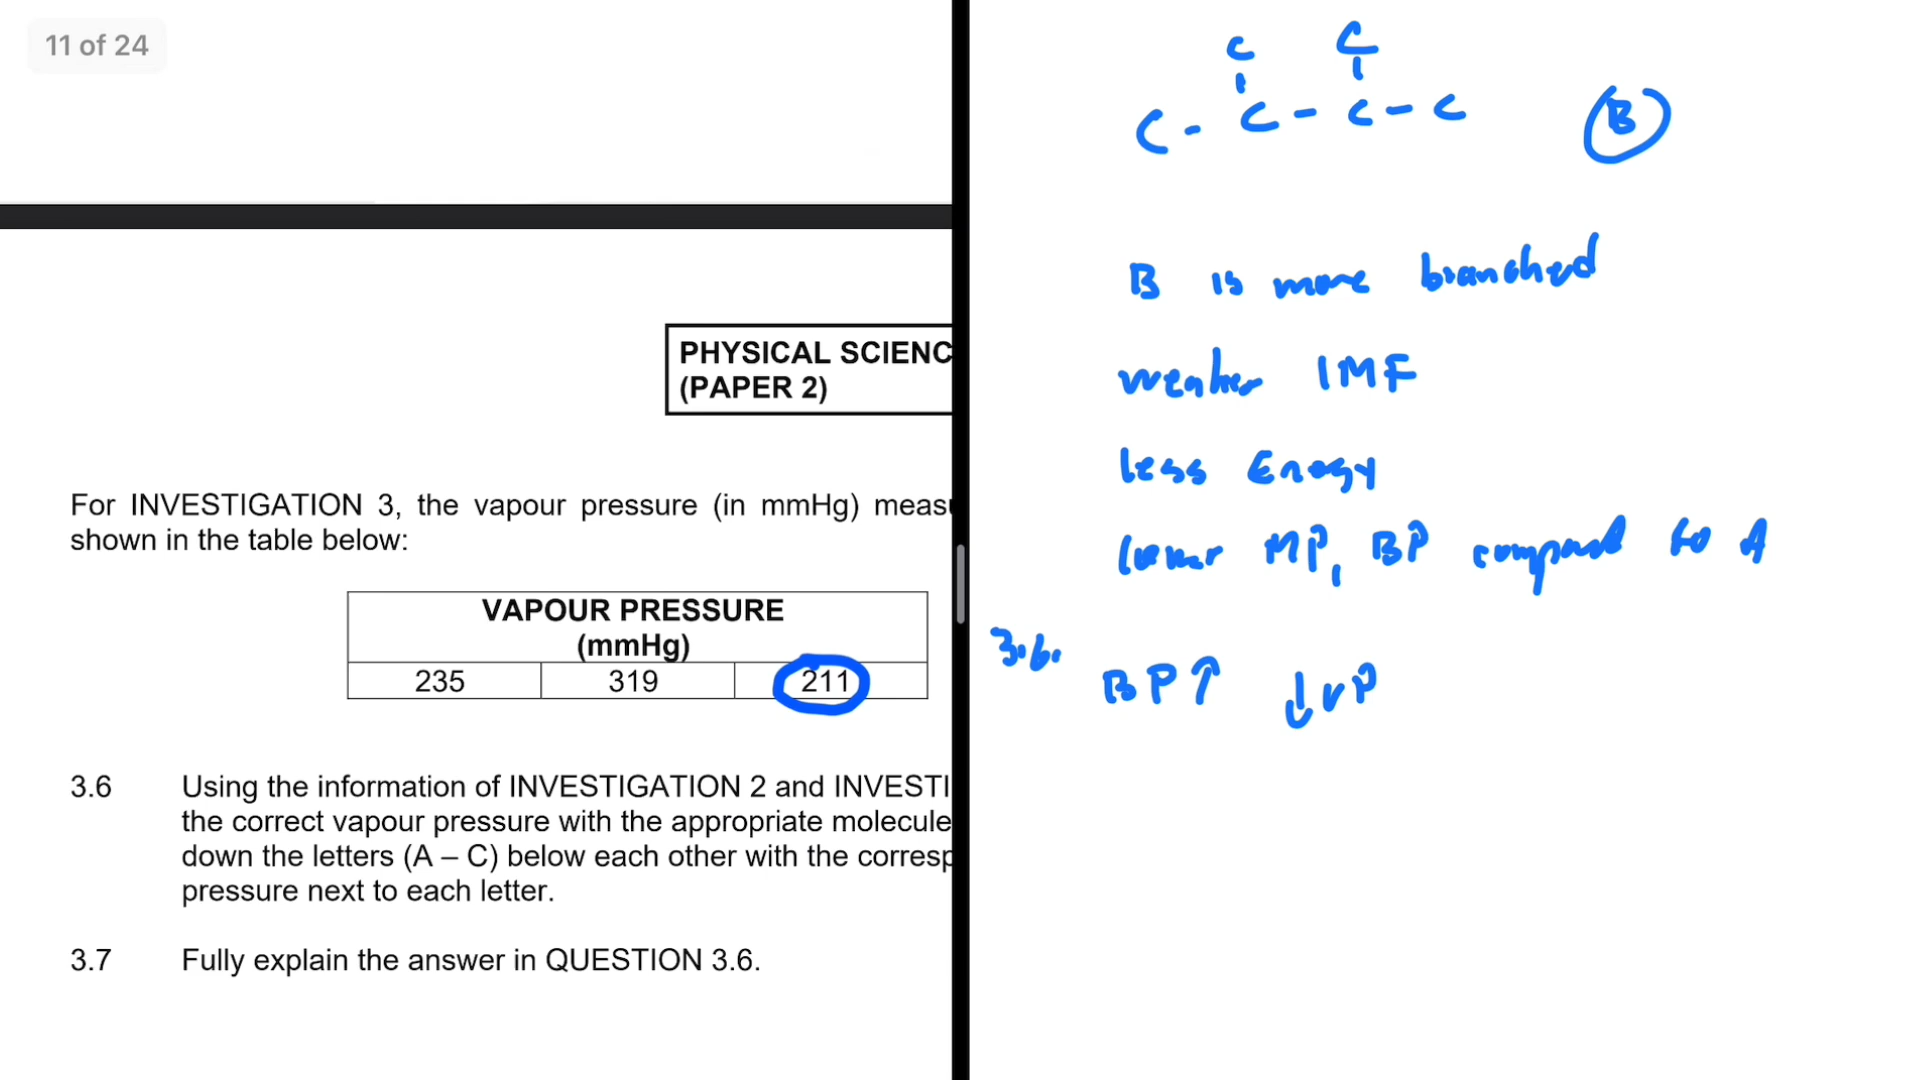 11 of 24
PHYSICAL SCIENC
(PAPER 2)
For INVESTIGATION 3, the vapour pressure (in mmHg) meas
shown in the table below:
VAPOUR PRESSURE
(mmHg)
235 319 211
3.6 Using the information of INVESTIGATION 2 and INVESTI
the correct vapour pressure with the appropriate molecule
down the letters (A – C) below each other with the corresp
pressure next to each letter.
3.7 Fully explain the answer in QUESTION 3.6.
C C
C - C - C - C B
B is more branched
weaker IMF
less Energy
lower MP, BP compared to A
3.6. BP↑ ↓VP